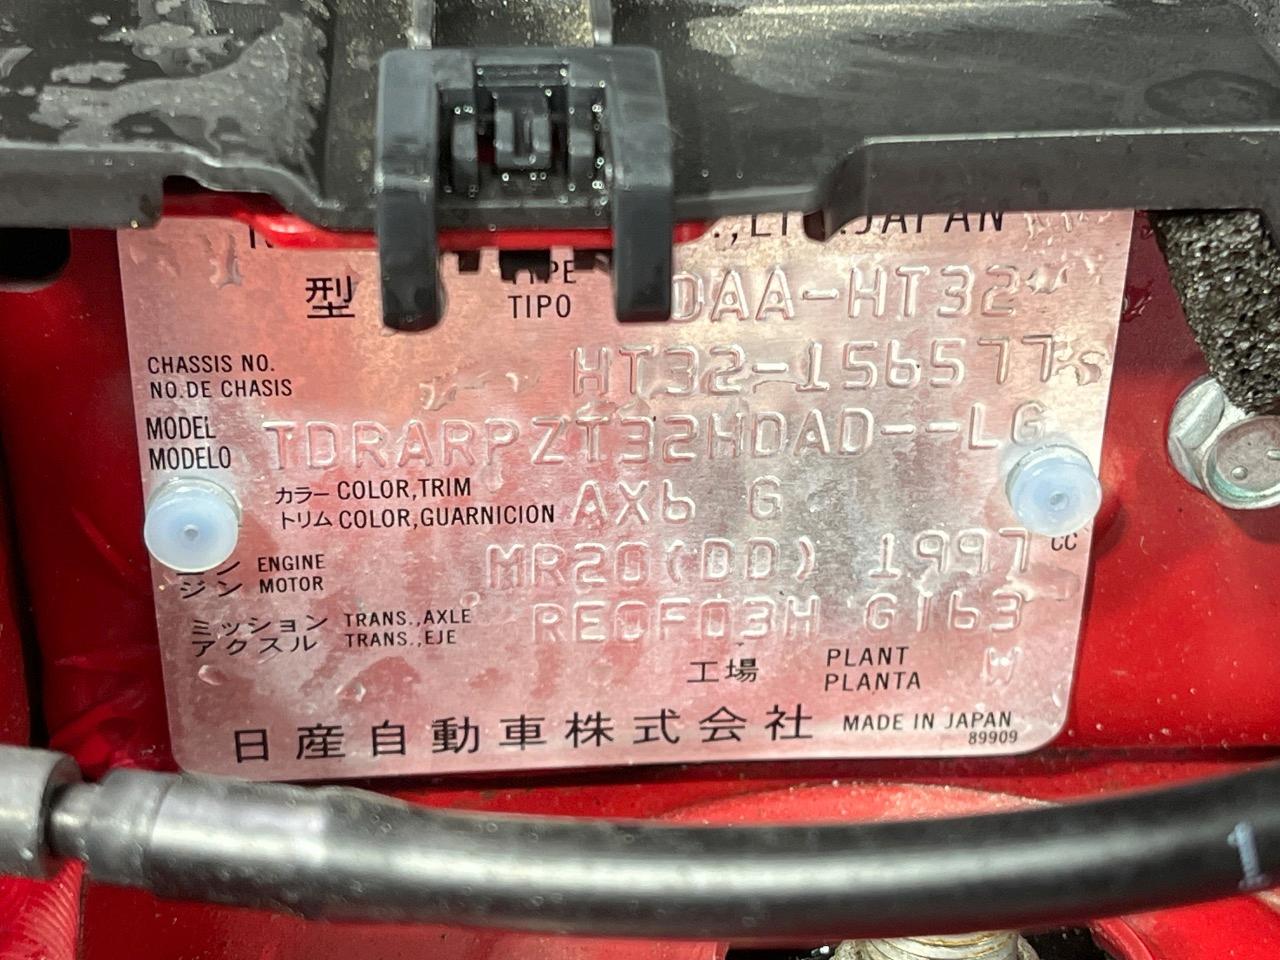 LTD. JAPAN
型 TYPE DAA-HT32
TIPO
CHASSIS NO. HT32-156577
NO.DE CHASIS
MODEL TDRARPZT32HDAD--LG
MODELO
カラー COLOR,TRIM AX6 G
トリム COLOR,GUARNICION
ENGINE MR20(DD) 1997 CC
ジン MOTOR
ミッション TRANS.,AXLE RE0F03H G163
アクスル TRANS.,EJE
工場 PLANT W
PLANTA
日産自動車株式会社 MADE IN JAPAN
89909